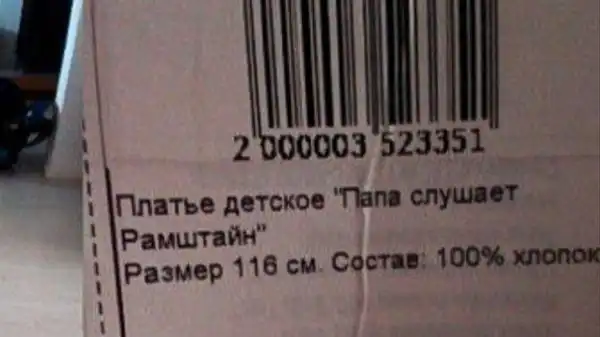 2 000003 523351
Платье детское "Папа слушает
Рамштайн"
Размер 116 см. Состав: 100% хлопок